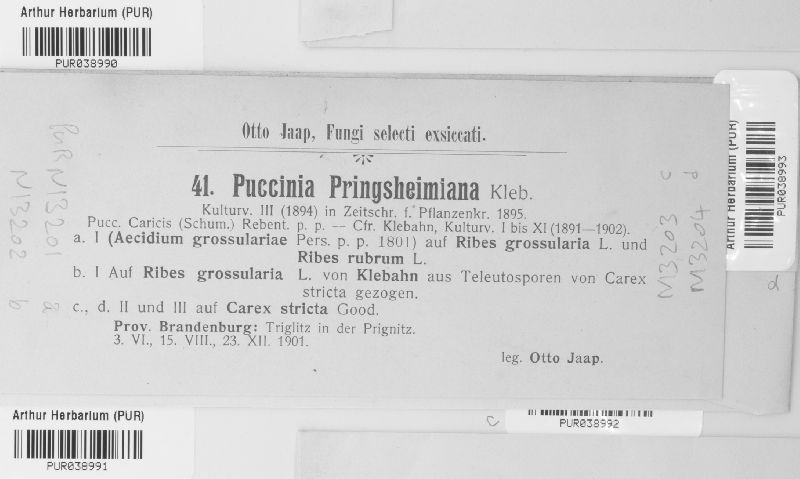 Arthur Herbarium (PUR)
PUR038990
Otto Jaap, Fungi selecti exsiccati.
41. Puccinia Pringsheimiana Kleb.
Kulturv. III (1894) in Zeitschr. f. Pflanzenkr. 1895.
Pucc. Caricis (Schum.) Rebent. p. p. — Cfr. Klebahn, Kulturv. I bis XI (1891—1902).
a. I (Aecidium grossulariae Pers. p. p. 1801) auf Ribes grossularia L. und
Ribes rubrum L.
b. I Auf Ribes grossularia L. von Klebahn aus Teleutosporen von Carex
stricta gezogen.
c., d. II und III auf Carex stricta Good.
Prov. Brandenburg: Triglitz in der Prignitz.
3. VI., 15. VIII., 23. XII. 1901.
leg. Otto Jaap.
PUR N13201 a
N13202 b
M3203 c
M3204 d
Arthur Herbarium (PUR)
PUR038993
d
Arthur Herbarium (PUR)
PUR038991
c
PUR038992